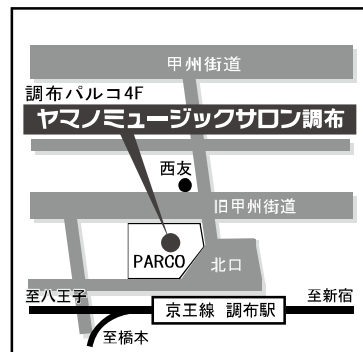 甲州街道
調布パルコ4F
ヤマノミュージックサロン調布
西友
旧甲州街道
PARCO
北口
至八王子
京王線 調布駅
至新宿
至橋本